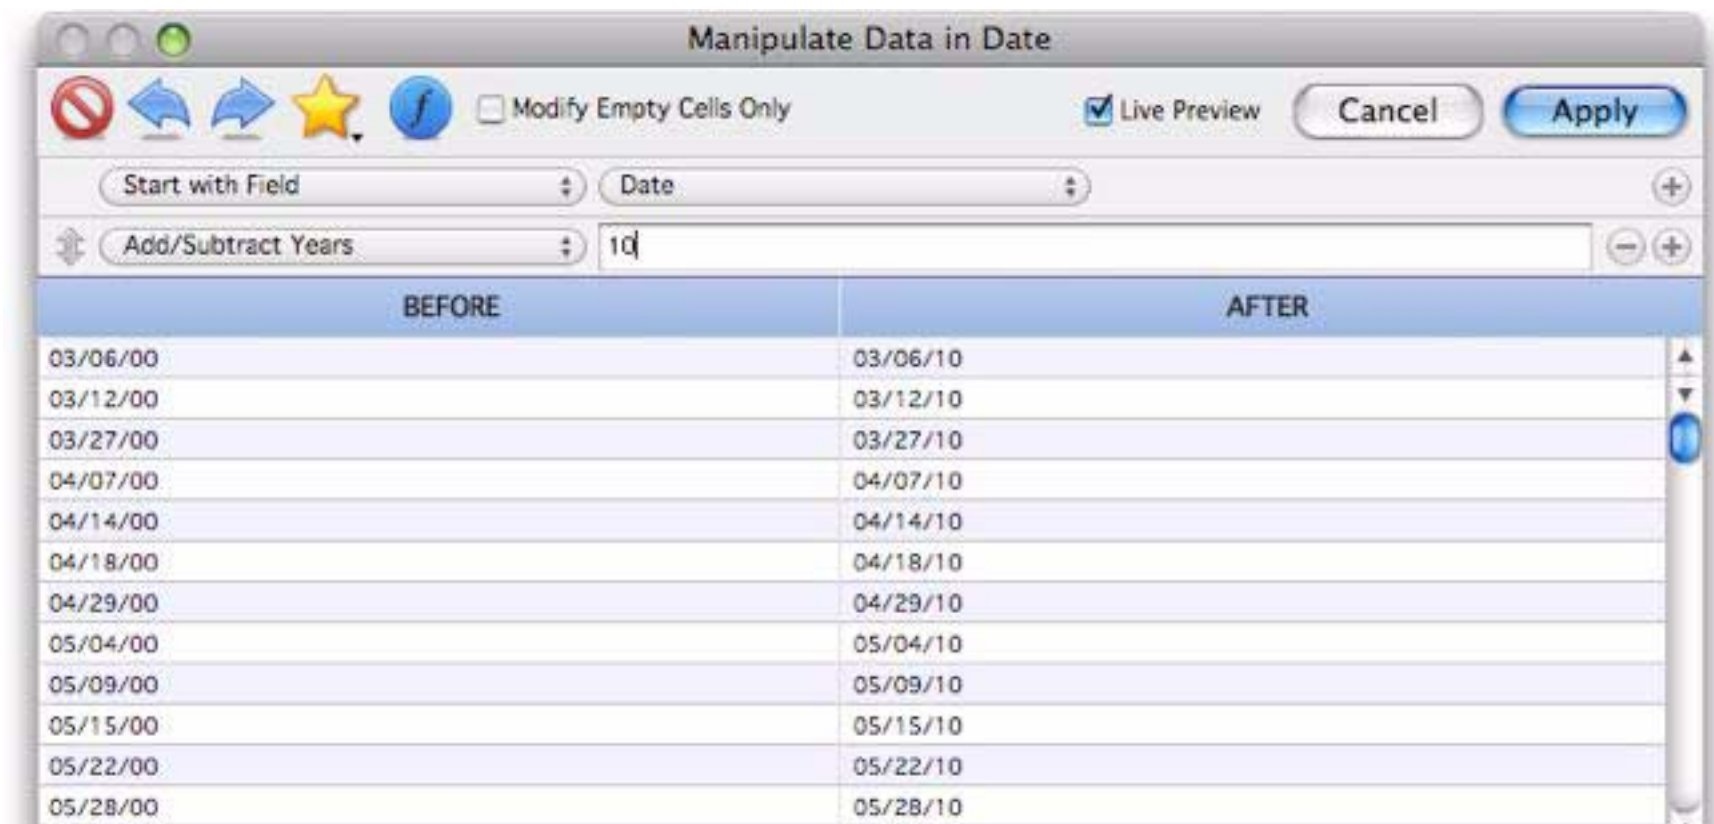 Manipulate Data in Date
f Modify Empty Cells Only Live Preview Cancel Apply
Start with Field Date
Add/Subtract Years 10
BEFORE AFTER
03/06/00 03/06/10
03/12/00 03/12/10
03/27/00 03/27/10
04/07/00 04/07/10
04/14/00 04/14/10
04/18/00 04/18/10
04/29/00 04/29/10
05/04/00 05/04/10
05/09/00 05/09/10
05/15/00 05/15/10
05/22/00 05/22/10
05/28/00 05/28/10